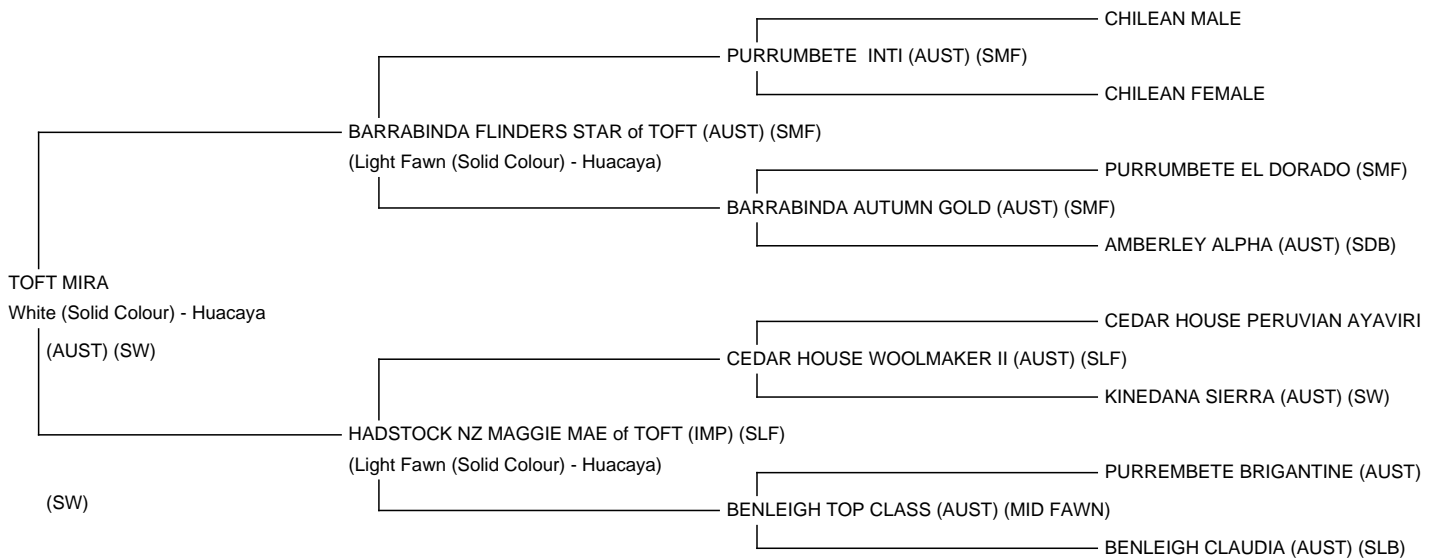 CHILEAN MALE
PURRUMBETE INTI (AUST) (SMF)
CHILEAN FEMALE
BARRABINDA FLINDERS STAR of TOFT (AUST) (SMF)
(Light Fawn (Solid Colour) - Huacaya)
PURRUMBETE EL DORADO (SMF)
BARRABINDA AUTUMN GOLD (AUST) (SMF)
AMBERLEY ALPHA (AUST) (SDB)
TOFT MIRA
White (Solid Colour) - Huacaya
(AUST) (SW)
CEDAR HOUSE PERUVIAN AYAVIRI
CEDAR HOUSE WOOLMAKER II (AUST) (SLF)
KINEDANA SIERRA (AUST) (SW)
HADSTOCK NZ MAGGIE MAE of TOFT (IMP) (SLF)
(Light Fawn (Solid Colour) - Huacaya)
PURREMBETE BRIGANTINE (AUST)
(SW)
BENLEIGH TOP CLASS (AUST) (MID FAWN)
BENLEIGH CLAUDIA (AUST) (SLB)